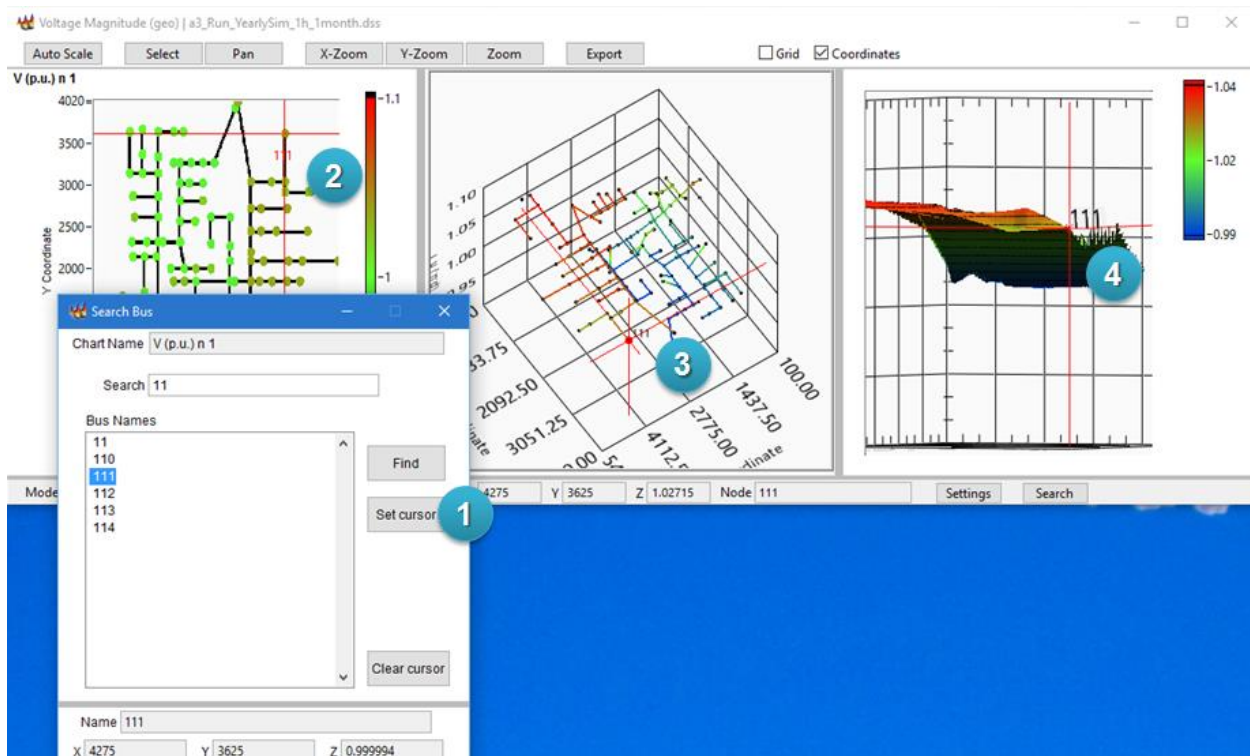 Voltage Magnitude (geo) | a3_Run_YearlySim_1h_1month.dss
Auto Scale Select Pan X-Zoom Y-Zoom Zoom Export Grid Coordinates
V (p.u.) n 1
4020
3500
3000
2500
2000
Y Coordinate
111
1.1
1
2
1.10
1.05
1.00
0.95
33.75
2092.50
3051.25
100.00
1437.50
2775.00
4112.5
dinate
111
3
1.04
1.02
0.99
111
4
Search Bus
Chart Name V (p.u.) n 1
Search 11
Bus Names
11
110
111
112
113
114
Find
Set cursor
1
Clear cursor
Name 111
X 4275 Y 3625 Z 0.999994
Mode 4275 Y 3625 Z 1.02715 Node 111 Settings Search